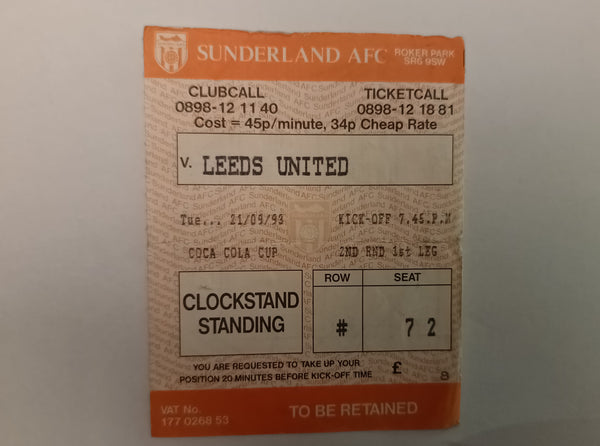 SUNDERLAND AFC ROKER PARK SR6 9SW
CLUBCALL TICKETCALL
0898-12 11 40 0898-12 18 81
Cost = 45p/minute, 34p Cheap Rate
v. LEEDS UNITED
Tue... 21/09/93 KICK-OFF 7.45.P.M
COCA COLA CUP 2ND RND 1st LEG
CLOCKSTAND STANDING
ROW SEAT
# 72
YOU ARE REQUESTED TO TAKE UP YOUR
POSITION 20 MINUTES BEFORE KICK-OFF TIME
£ 8
VAT No.
177 0268 53
TO BE RETAINED